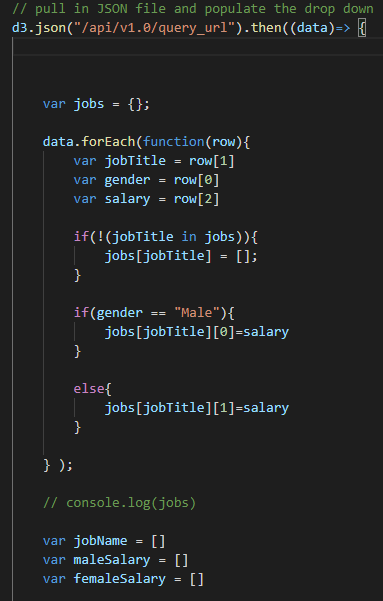 // pull in JSON file and populate the drop down
d3.json("/api/v1.0/query_url").then((data)=> {
var jobs = {};
data.forEach(function(row){
var jobTitle = row[1]
var gender = row[0]
var salary = row[2]
if(!(jobTitle in jobs)){
jobs[jobTitle] = [];
}
if(gender == "Male"){
jobs[jobTitle][0]=salary
}
else{
jobs[jobTitle][1]=salary
}
} );
// console.log(jobs)
var jobName = []
var maleSalary = []
var femaleSalary = []